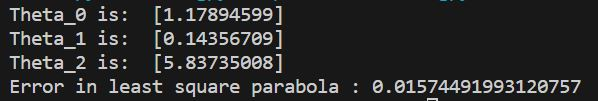 Theta_0 is:  [1.17894599]
Theta_1 is:  [0.14356709]
Theta_2 is:  [5.83735008]
Error in least square parabola : 0.01574491993120757